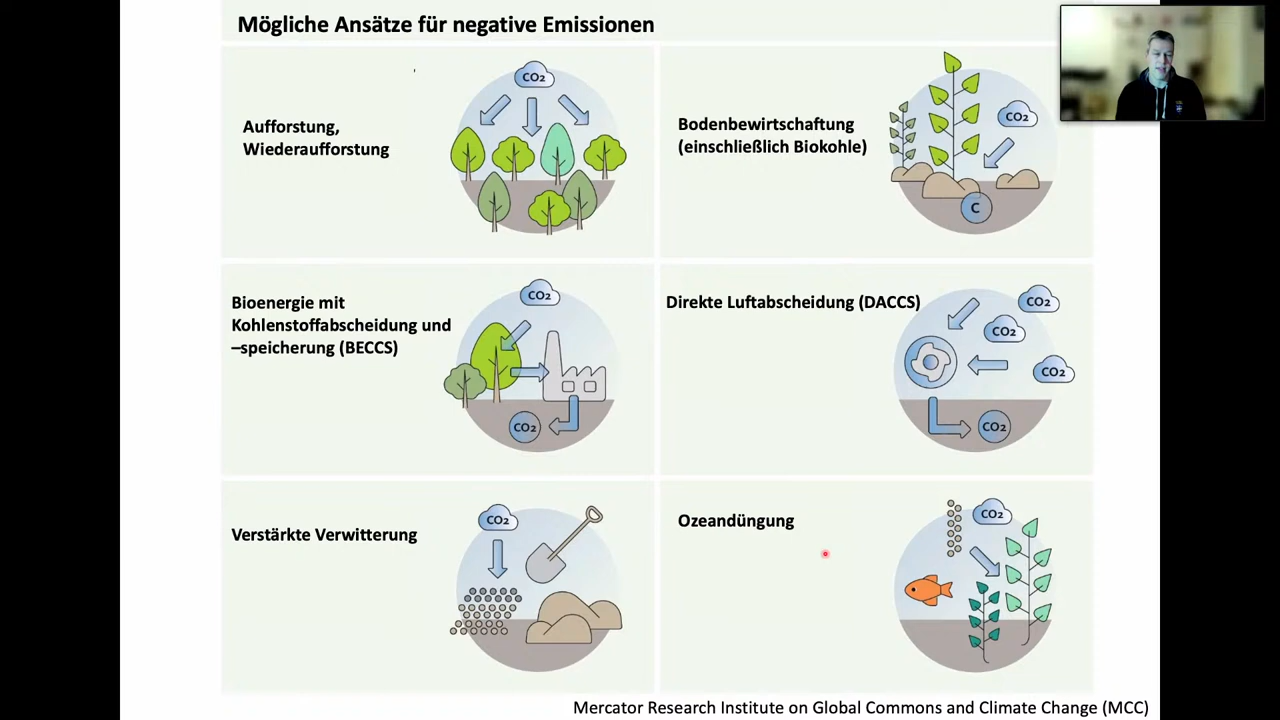 Mögliche Ansätze für negative Emissionen
CO2
Aufforstung,
Wiederaufforstung
Bodenbewirtschaftung
(einschließlich Biokohle)
CO2
C
Bioenergie mit
Kohlenstoffabscheidung und
–speicherung (BECCS)
CO2
CO2
Direkte Luftabscheidung (DACCS)
CO2
CO2
CO2
CO2
Verstärkte Verwitterung
CO2
Ozeandüngung
CO2
Mercator Research Institute on Global Commons and Climate Change (MCC)